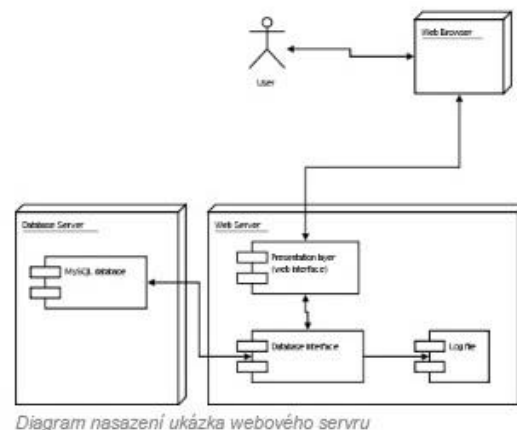 Web Browser
User
Database Server
Web Server
MySQL database
Presentation layer
(web interface)
Database interface
Log file
Diagram nasazení ukázka webového servru